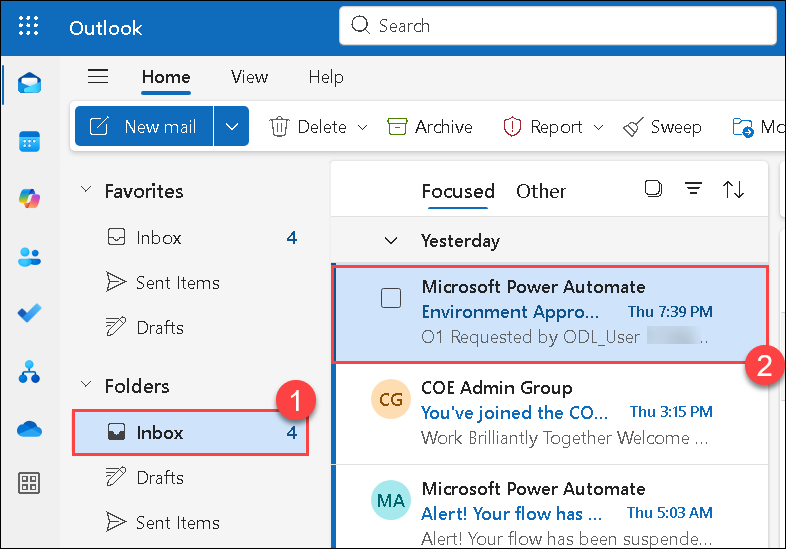 Outlook
Search
Home View Help
New mail Delete Archive Report Sweep Mo
Favorites
Inbox 4
Sent Items
Drafts
Folders
1
Inbox 4
Drafts
Sent Items
Focused Other
Yesterday
Microsoft Power Automate
Environment Appro... Thu 7:39 PM
O1 Requested by ODL_User ..
2
CG
COE Admin Group
You've joined the CO... Thu 3:15 PM
Work Brilliantly Together Welcome ...
MA
Microsoft Power Automate
Alert! Your flow has ... Thu 5:03 AM
Alert! Your flow has been suspende...